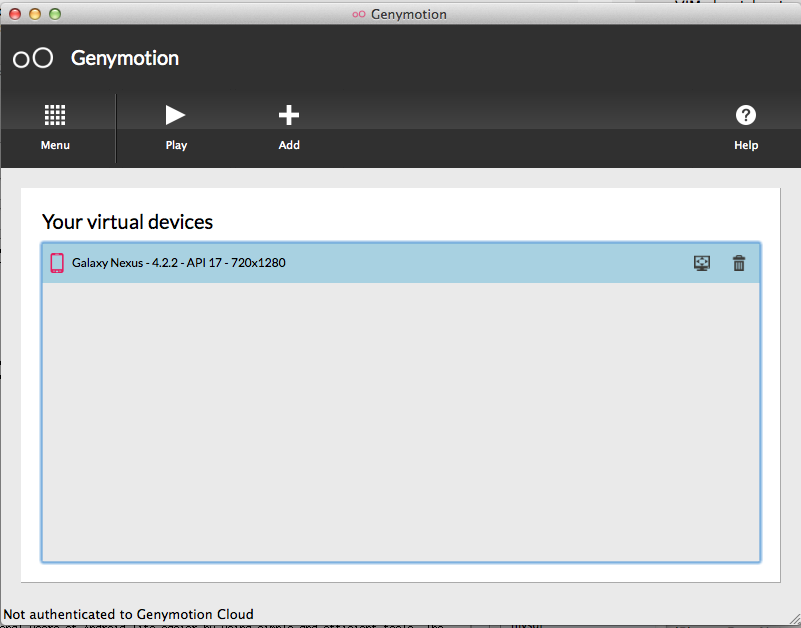 Genymotion
Genymotion
Menu
Play
Add
Help
Your virtual devices
Galaxy Nexus - 4.2.2 - API 17 - 720x1280
Not authenticated to Genymotion Cloud